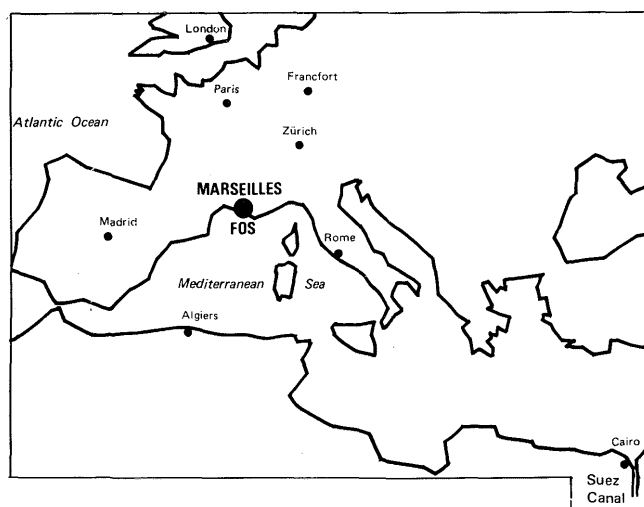 London
Paris
Francfort
Atlantic Ocean
Zürich
MARSEILLES
FOS
Madrid
Rome
Mediterranean Sea
Algiers
Cairo
Suez
Canal